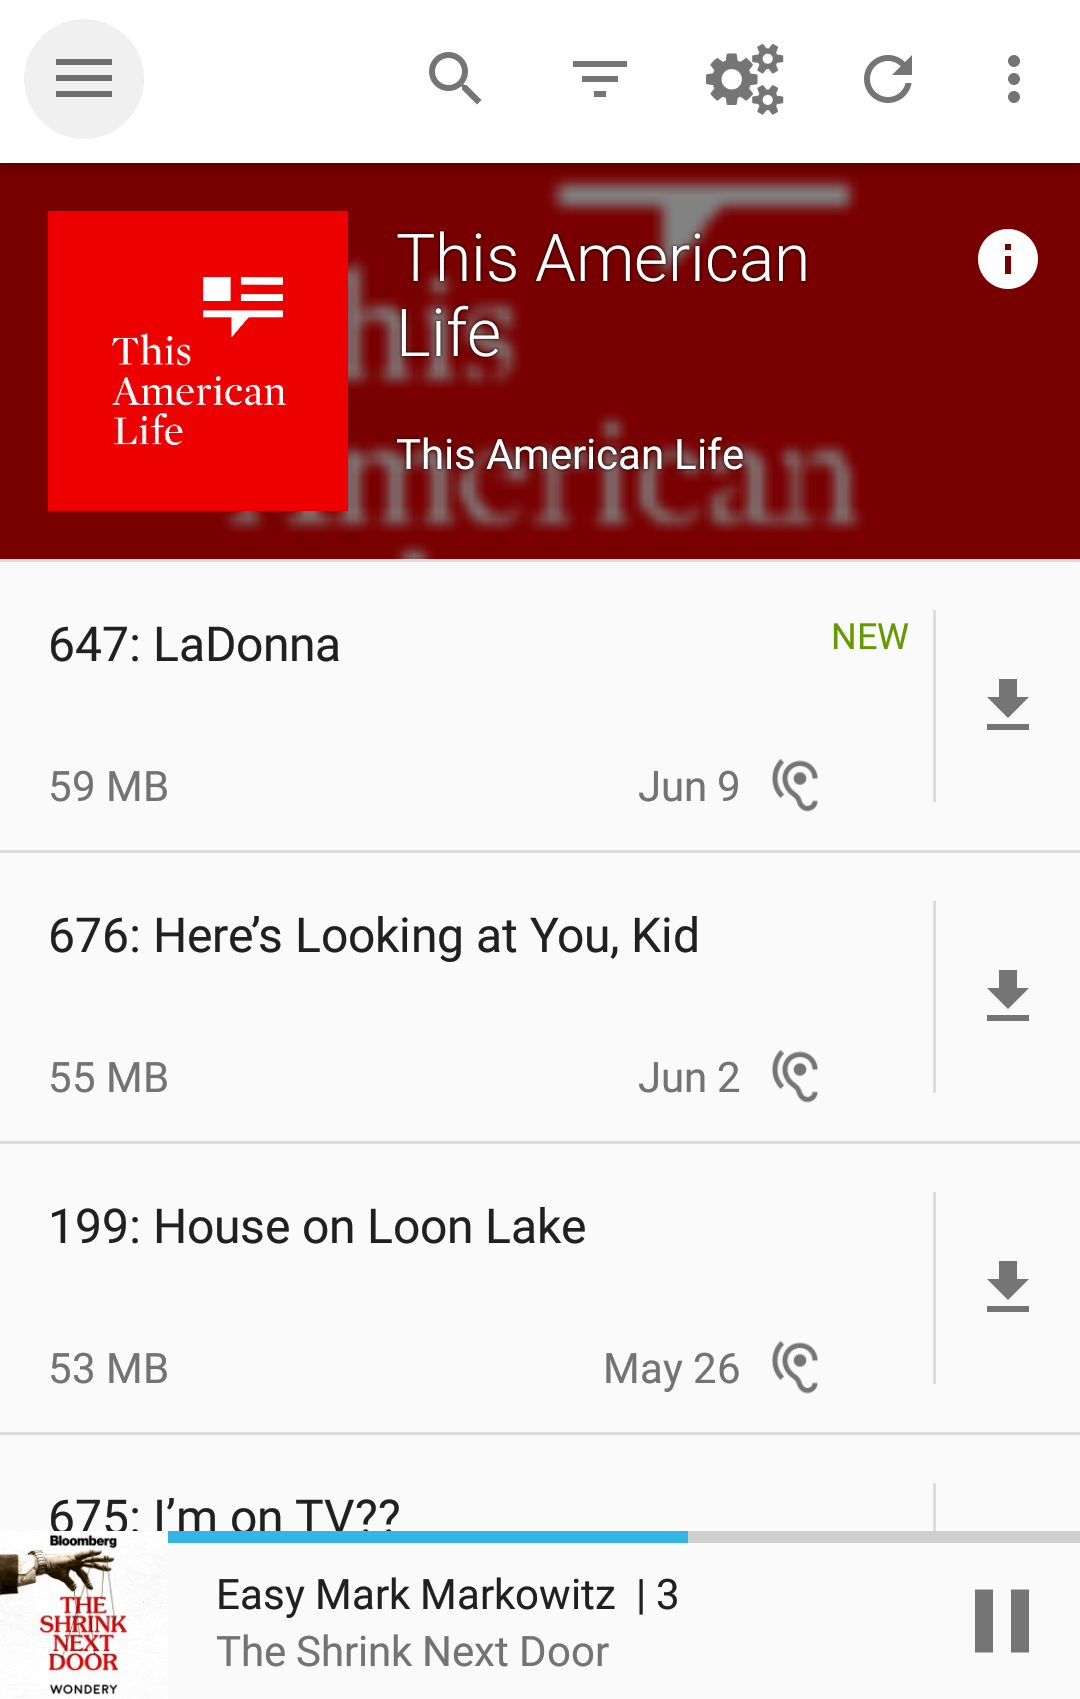 This
American
Life
This American
Life
This American Life
647: LaDonna
NEW
59 MB
Jun 9
676: Here’s Looking at You, Kid
55 MB
Jun 2
199: House on Loon Lake
53 MB
May 26
675: I’m on TV??
Bloomberg
THE
SHRINK
NEXT
DOOR
WONDERY
Easy Mark Markowitz | 3
The Shrink Next Door